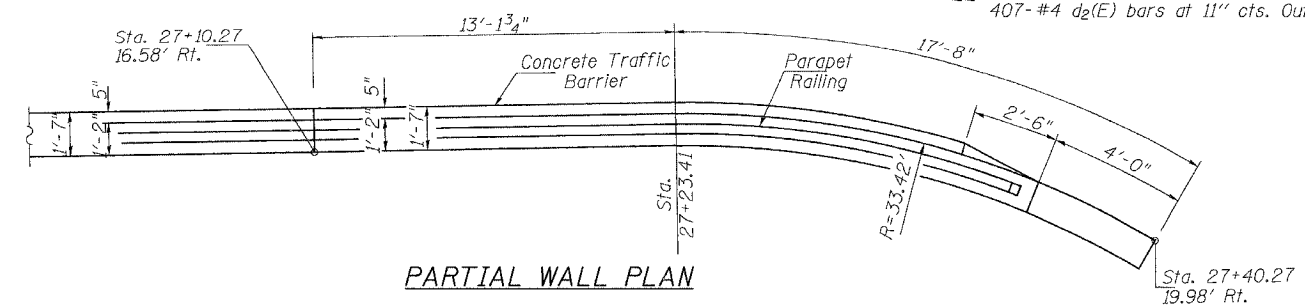 407-#4 d2(E) bars at 11" cts. Out
Sta. 27+10.27
16.58' Rt.
13'-1¾"
17'-8"
Concrete Traffic
Barrier
Parapet
Railing
5"
5"
1'-7"
1'-2"
1'-2"
1'-7"
2'-6"
4'-0"
Sta.
27+23.41
R=33.42'
PARTIAL WALL PLAN
Sta. 27+40.27
19.98' Rt.